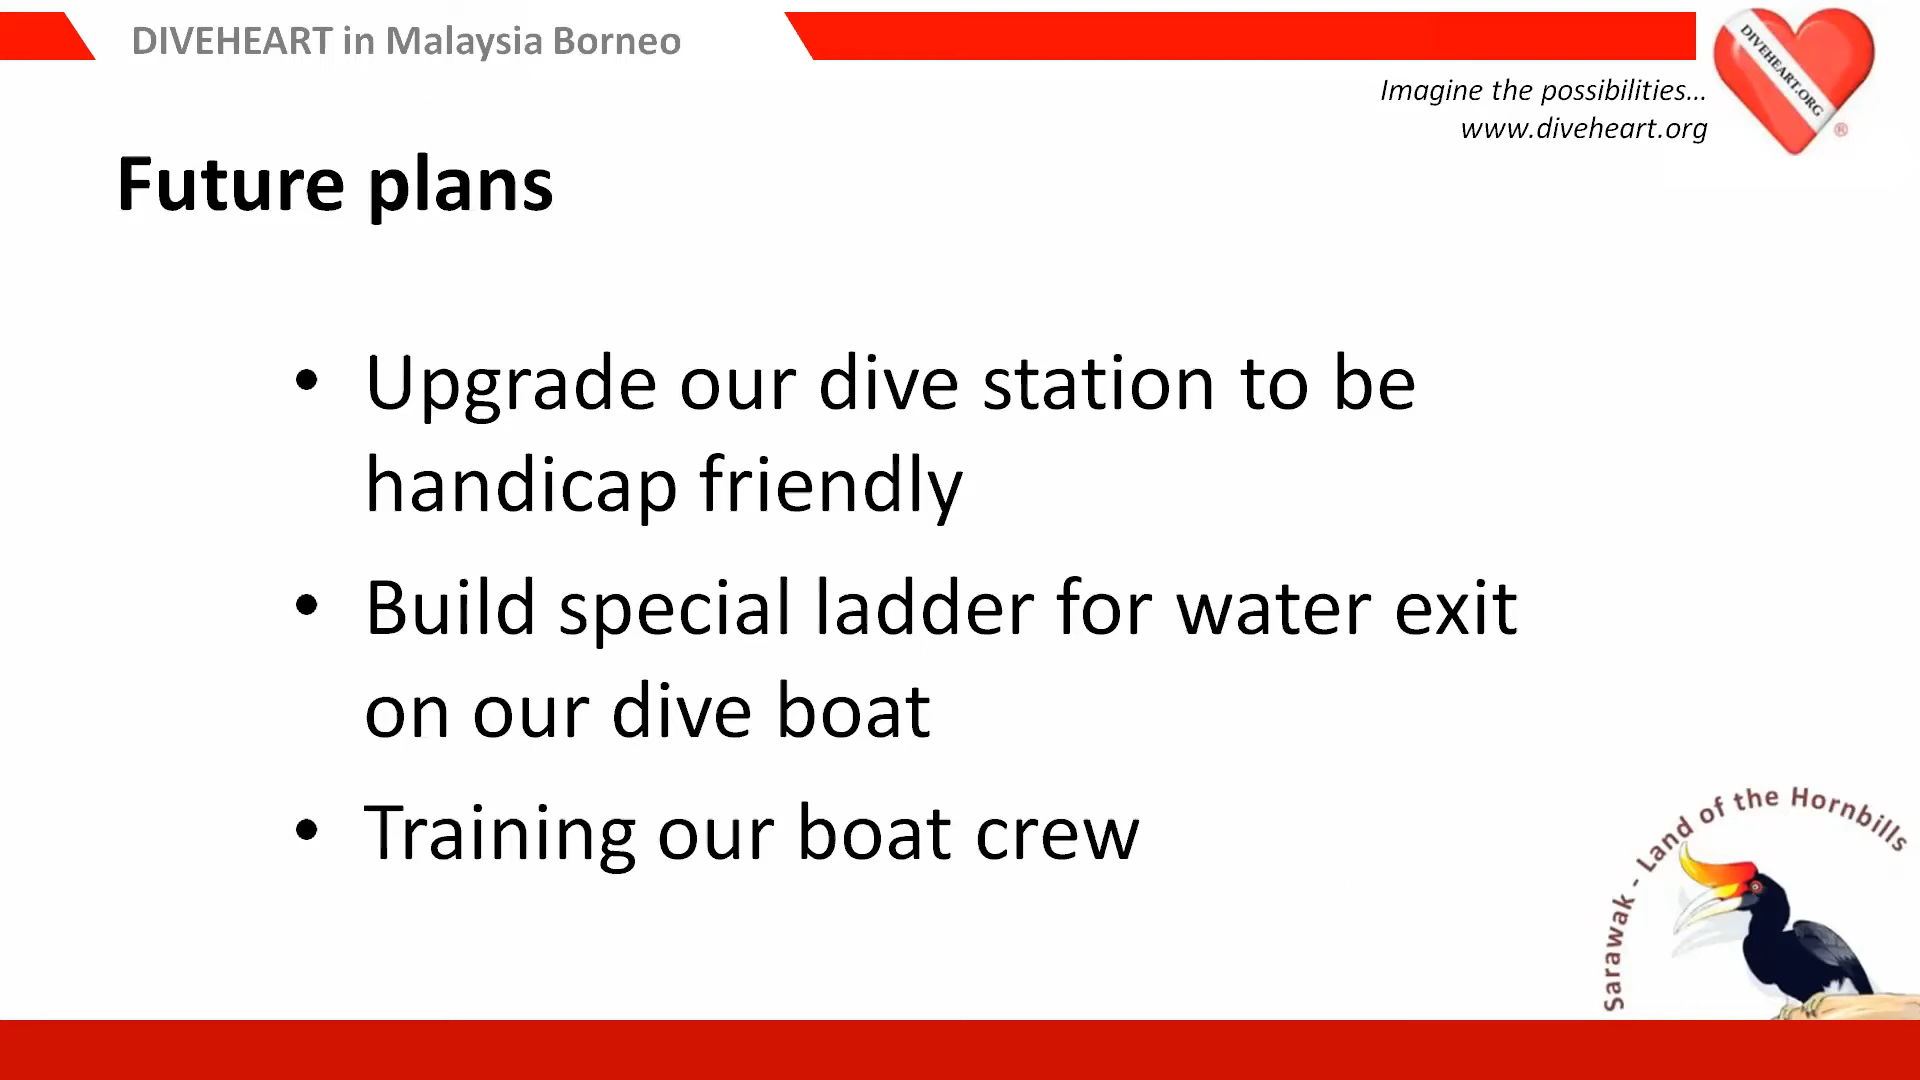 DIVEHEART in Malaysia Borneo
DIVEHEART.ORG
®
Imagine the possibilities...
www.diveheart.org
Future plans
• Upgrade our dive station to be
handicap friendly
• Build special ladder for water exit
on our dive boat
• Training our boat crew
Sarawak - Land of the Hornbills